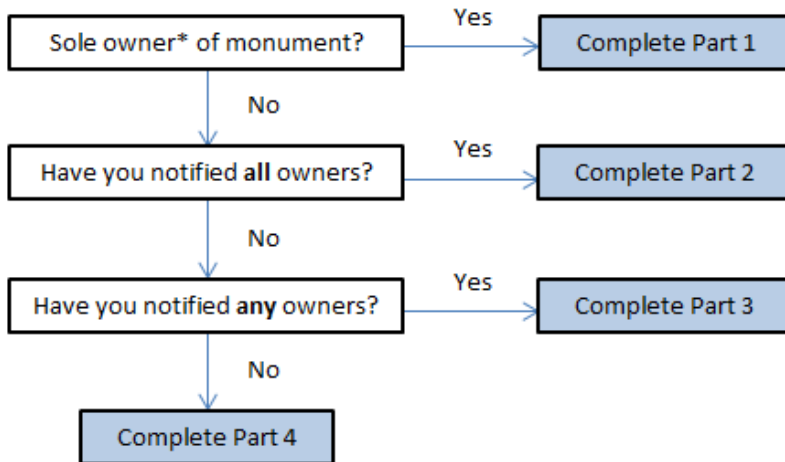 Sole owner* of monument?
Yes
Complete Part 1
No
Have you notified all owners?
Yes
Complete Part 2
No
Have you notified any owners?
Yes
Complete Part 3
No
Complete Part 4